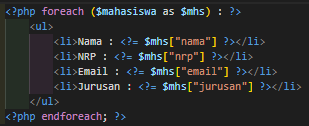 <?php foreach ($mahasiswa as $mhs) : ?>
<ul>
<li>Nama : <?= $mhs["nama"] ?></li>
<li>NRP : <?= $mhs["nrp"] ?></li>
<li>Email : <?= $mhs["email"] ?></li>
<li>Jurusan : <?= $mhs["jurusan"] ?></li>
</ul>
<?php endforeach; ?>